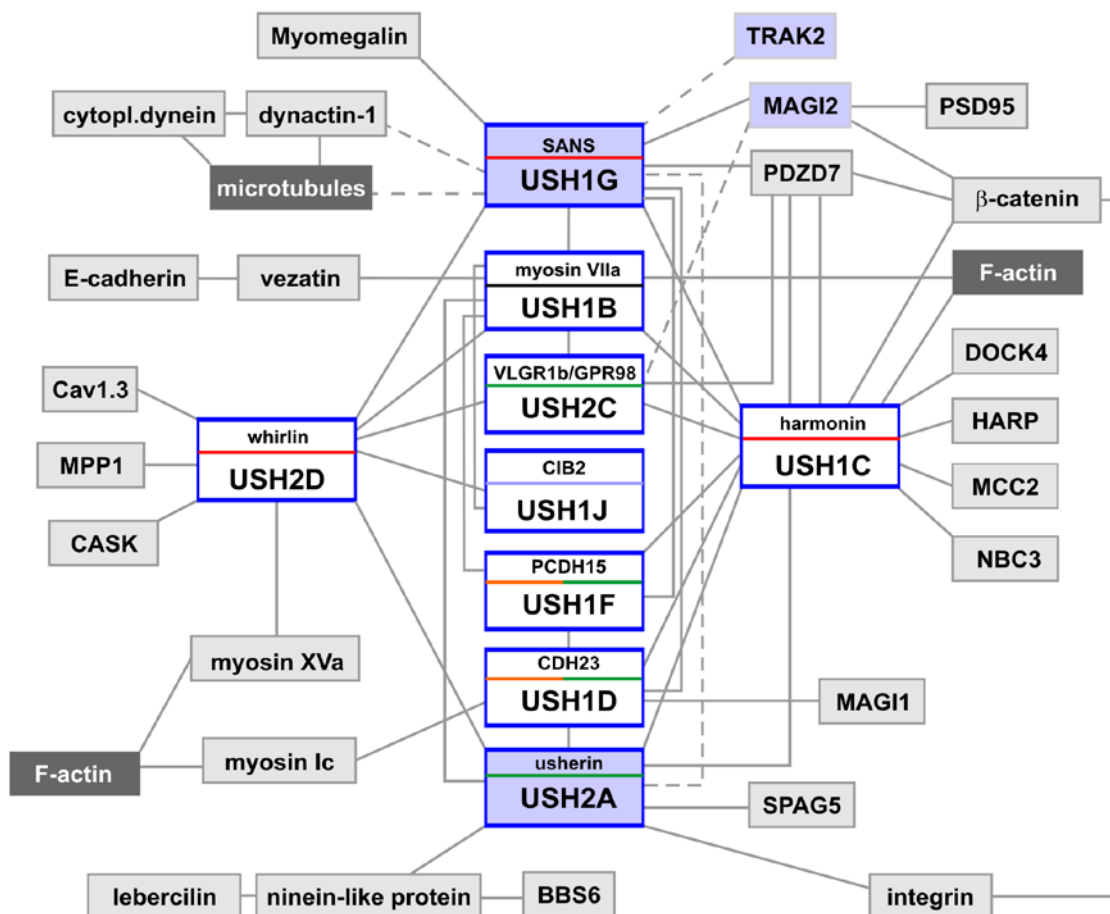 Myomegalin
TRAK2
cytopl.dynein
dynactin-1
MAGI2
PSD95
SANS
USH1G
microtubules
PDZD7
β-catenin
E-cadherin
vezatin
myosin VIIa
USH1B
F-actin
VLGR1b/GPR98
USH2C
DOCK4
Cav1.3
whirlin
USH2D
harmonin
USH1C
HARP
MPP1
CIB2
USH1J
MCC2
CASK
PCDH15
USH1F
NBC3
myosin XVa
CDH23
USH1D
MAGI1
F-actin
myosin Ic
usherin
USH2A
SPAG5
lebercilin
ninein-like protein
BBS6
integrin